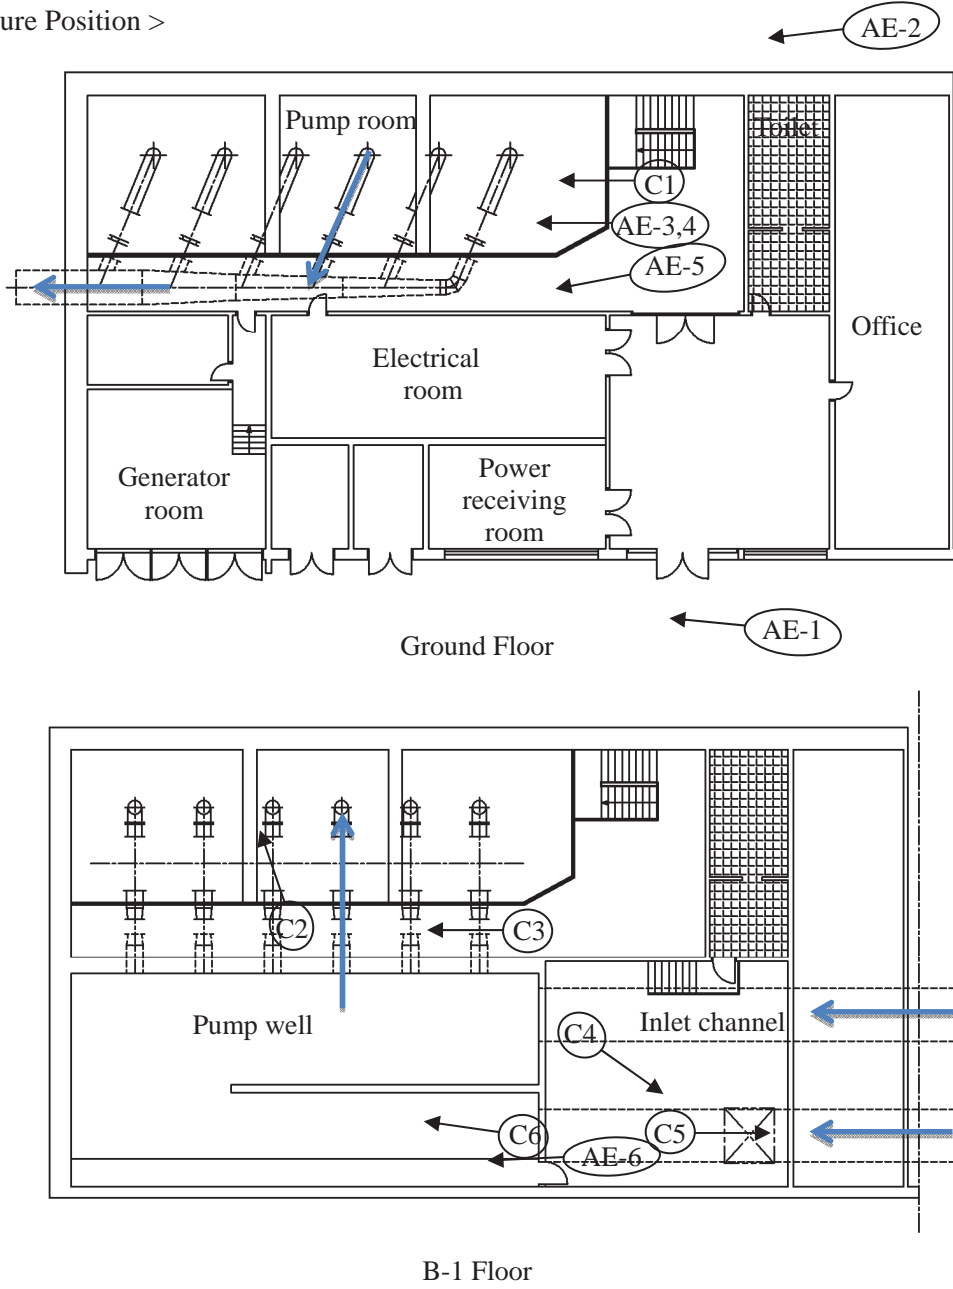 ure Position >
AE-2
Pump room
Toilet
C1
AE-3,4
AE-5
Office
Electrical
room
Generator
room
Power
receiving
room
AE-1
Ground Floor
C2
C3
Pump well
C4
Inlet channel
C6
C5
AE-6
B-1 Floor